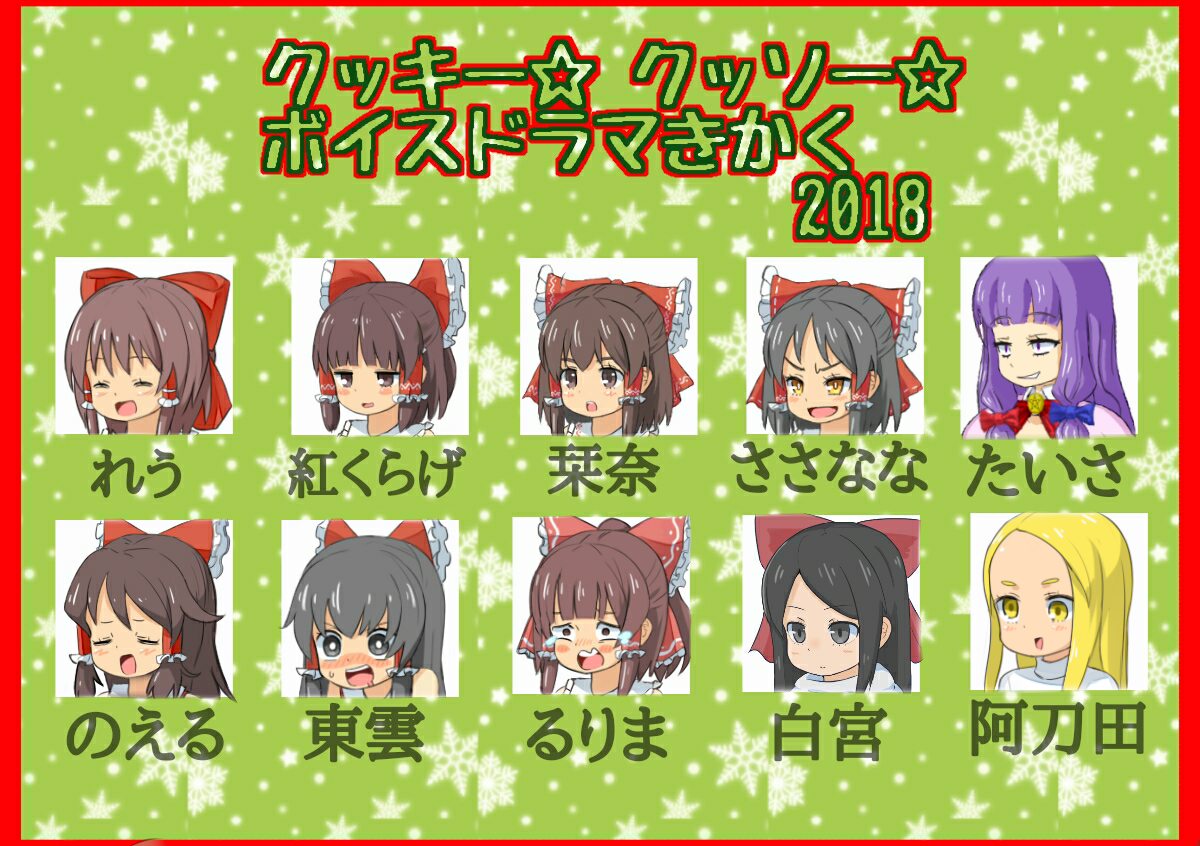 クッキー☆ クッソー☆
ボイスドラマきかく
2018
れう 紅くらげ 栞奈 ささなな たいさ
のえる 東雲 るりま 白宮 阿刀田